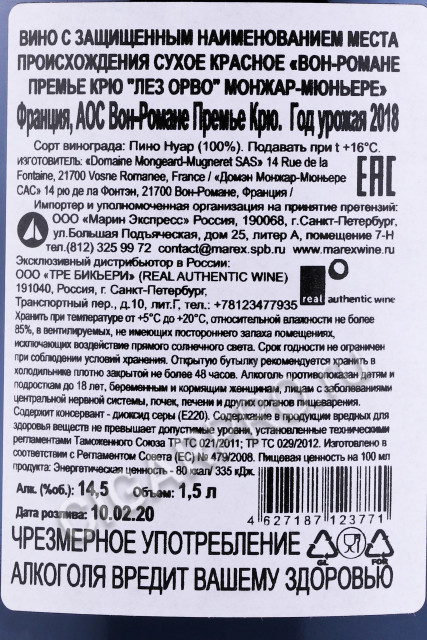 ВИНО С ЗАЩИЩЕННЫМ НАИМЕНОВАНИЕМ МЕСТА
ПРОИСХОЖДЕНИЯ СУХОЕ КРАСНОЕ «ВОН-РОМАНЕ
ПРЕМЬЕ КРЮ "ЛЕЗ ОРВО" МОНЖАР-МЮНЬЕРЕ»
Франция, АОС Вон-Романе Премье Крю. Год урожая 2018
Сорт винограда: Пино Нуар (100%). Подавать при t +16°C.
изготовитель: «Domaine Mongeard-Mugneret SAS» 14 Rue de la
Fontaine, 21700 Vosne Romanee, France / «Домэн Монжар-Мюньере
САС» 14 рю де ла Фонтэн, 21700 Вон-Романе, Франция /
ЕАС
Импортер и уполномоченная организация на принятие претензий:
ООО «Марин Экспресс» Россия, 190068, г.Санкт-Петербург,
ул.Большая Подъяческая, дом 25, литер А, помещение 7-Н
тел.(812) 325 99 72 contact@marex.spb.ru www.marexwine.ru
Эксклюзивный дистрибьютор в России:
ООО «ТРЕ БИКЬЕРИ» (REAL AUTHENTIC WINE)
191040, Россия, г. Санкт-Петербург,
Транспортный пер., д.10, лит.Г, тел.: +78123477935
real authentic wine
Хранить при температуре от +5°С до +20°С, относительной влажности не более
85%, в вентилируемых, не имеющих постороннего запаха помещениях,
исключающих воздействие прямого солнечного света. Срок годности не ограничен
при соблюдении условий хранения. Открытую бутылку рекомендуется хранить в
холодильнике плотно закрытой не более 48 часов. Алкоголь противопоказан детям и
подросткам до 18 лет, беременным и кормящим женщинам, лицам с заболеваниями
центральной нервной системы, почек, печени и других органов пищеварения.
Содержит консервант - диоксид серы (Е220). Содержание в продукции вредных для
здоровья веществ не превышает допустимые уровни, установленные техническими
регламентами Таможенного Союза ТР ТС 021/2011; ТР ТС 029/2012. Изготовлено в
соответствии с Регламентом Совета (ЕС) № 479/2008. Пищевая ценность на 100 мл
продукта: Энергетическая ценность - 80 ккал/ 335 кДж.
Алк. (%об.): 14,5 Объем: 1,5 л
Дата розлива: 10.02.20
4 627187 123771
ЧРЕЗМЕРНОЕ УПОТРЕБЛЕНИЕ
АЛКОГОЛЯ ВРЕДИТ ВАШЕМУ ЗДОРОВЬЮ
GL FOR